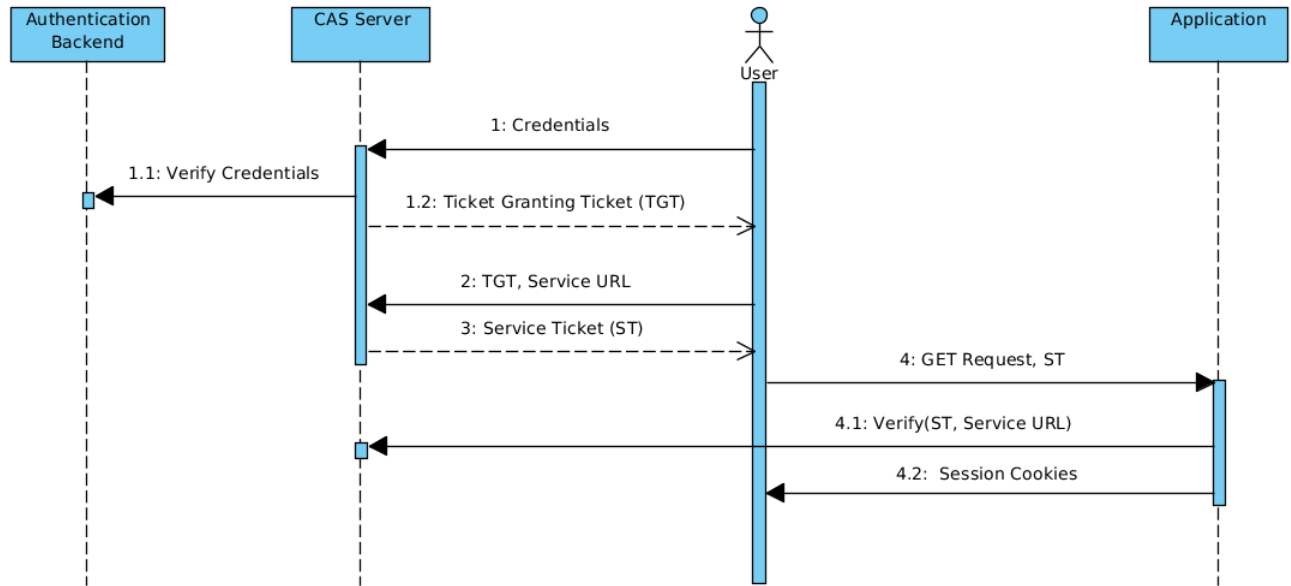 Authentication
Backend
CAS Server
User
Application
1: Credentials
1.1: Verify Credentials
1.2: Ticket Granting Ticket (TGT)
2: TGT, Service URL
3: Service Ticket (ST)
4: GET Request, ST
4.1: Verify(ST, Service URL)
4.2:  Session Cookies